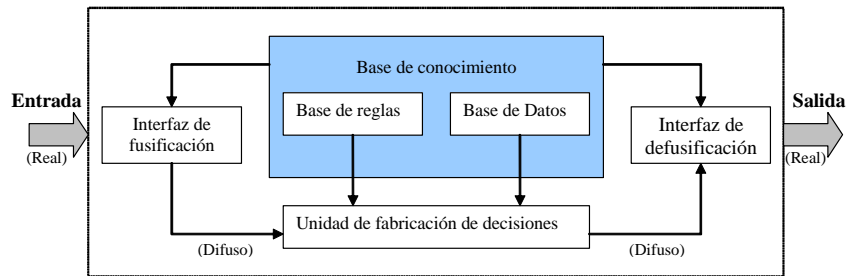 Base de conocimiento
Entrada
(Real)
Interfaz de
fusificación
Base de reglas
Base de Datos
Interfaz de
defusificación
Salida
(Real)
Unidad de fabricación de decisiones
(Difuso)
(Difuso)